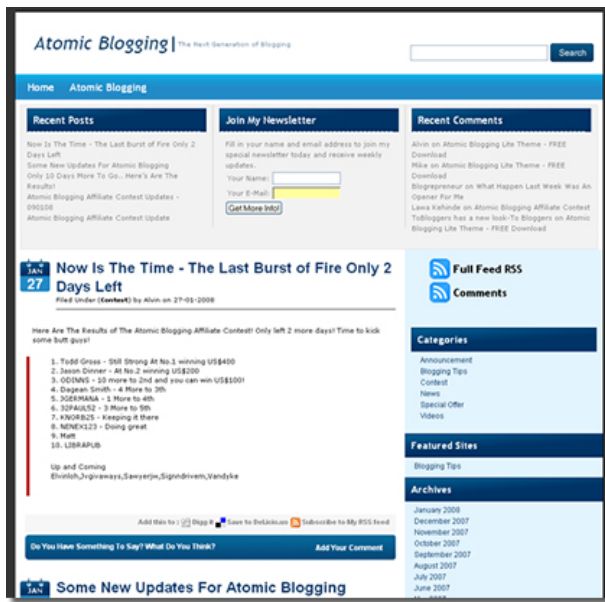 Atomic Blogging
The Next Generation of Blogging
Search
Home Atomic Blogging
Recent Posts
Now Is The Time - The Last Burst of Fire Only 2
Days Left
Some New Updates For Atomic Blogging
Only 10 Days More To Go.. Here's Are The
Results!
Atomic Blogging Affiliate Contest Updates -
090108
Atomic Blogging Affiliate Contest Update
Join My Newsletter
Fill in your name and email address to join my
special newsletter today and receive weekly
updates.
Your Name:
Your E-Mail:
Get More Info!
Recent Comments
Alvin on Atomic Blogging Lite Theme - FREE
Download
Mike on Atomic Blogging Lite Theme - FREE
Download
Blogrepreneur on What Happen Last Week Was An
Opener For Me
Lawa Kehinde on Atomic Blogging Affiliate Contest
ToBloggers has a new look-To Bloggers on Atomic
Blogging Lite Theme - FREE Download
JAN
27
Now Is The Time - The Last Burst of Fire Only 2
Days Left
Filed Under (Contest) by Alvin on 27-01-2008
Here Are The Results of The Atomic Blogging Affiliate Contest! Only left 2 more days! Time to kick
some butt guys!
1. Todd Gross - Still Strong At No.1 winning US$400
2. Jason Dinner - At No.2 winning US$200
3. ODINNS - 10 more to 2nd and you can win US$100!
4. Dagean Smith - 4 More to 3th
5. JGERMANA - 1 More to 4th
6. 32PAUL52 - 3 More to 5th
7. KNORB25 - Keeping it there
8. NENEX123 - Doing great
9. Matt
10. LIBRAPUB
Up and Coming
Elvinloh,Jvgivaways,Sawyerjw,Signndrivem,Vandyke
Add this to : Digg it Save to Del.icio.us Subscribe to My RSS feed
Do You Have Something To Say? What Do You Think?
Add Your Comment
JAN
Some New Updates For Atomic Blogging
Full Feed RSS
Comments
Categories
Announcement
Blogging Tips
Contest
News
Special Offer
Videos
Featured Sites
Blogging Tips
Archives
January 2008
December 2007
November 2007
October 2007
September 2007
August 2007
July 2007
June 2007